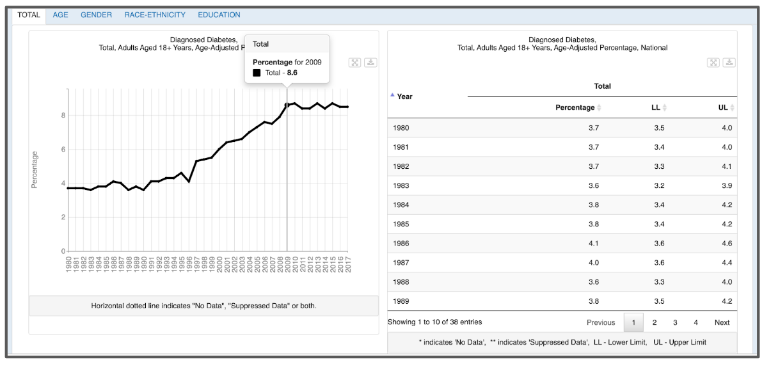 TOTAL AGE GENDER RACE-ETHNICITY EDUCATION
Diagnosed Diabetes,
Total, Adults Aged 18+ Years, Age-Adjusted P
Total
Percentage for 2009
Total - 8.6
Percentage
8
6
4
2
0
1980 1981 1982 1983 1984 1985 1986 1987 1988 1989 1990 1991 1992 1993 1994 1995 1996 1997 1998 1999 2000 2001 2002 2003 2004 2005 2006 2007 2008 2009 2010 2011 2012 2013 2014 2015 2016 2017
Horizontal dotted line indicates "No Data", "Suppressed Data" or both.
Diagnosed Diabetes,
Total, Adults Aged 18+ Years, Age-Adjusted Percentage, National
Total
Year
Percentage LL UL
1980 3.7 3.5 4.0
1981 3.7 3.4 4.0
1982 3.7 3.3 4.1
1983 3.6 3.2 3.9
1984 3.8 3.4 4.2
1985 3.8 3.4 4.2
1986 4.1 3.6 4.6
1987 4.0 3.6 4.4
1988 3.6 3.3 4.0
1989 3.8 3.5 4.2
Showing 1 to 10 of 38 entries Previous 1 2 3 4 Next
* indicates 'No Data', ** indicates 'Suppressed Data', LL - Lower Limit, UL - Upper Limit